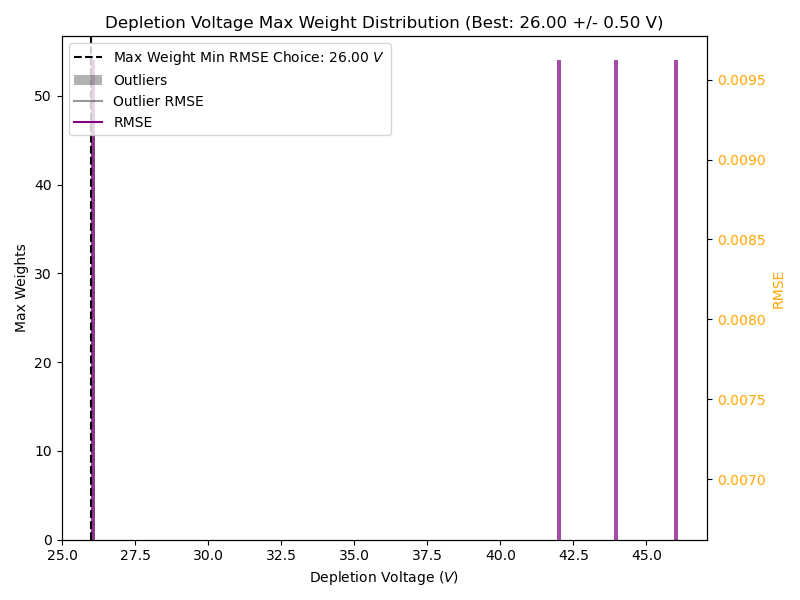 Depletion Voltage Max Weight Distribution (Best: 26.00 +/- 0.50 V)
Max Weight Min RMSE Choice: 26.00 V
Outliers
Outlier RMSE
RMSE
Max Weights
50
40
30
20
10
0
0.0095
0.0090
0.0085
0.0080
0.0075
0.0070
RMSE
25.0 27.5 30.0 32.5 35.0 37.5 40.0 42.5 45.0
Depletion Voltage (V)